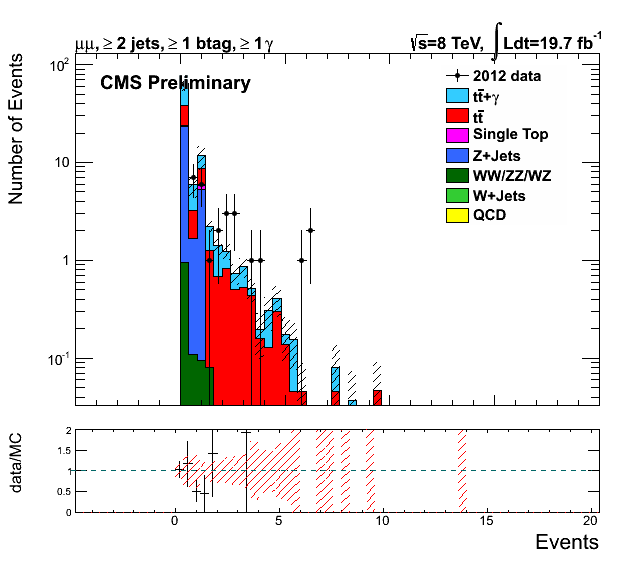 μμ, ≥ 2 jets, ≥ 1 btag, ≥ 1 γ
√s=8 TeV, ∫Ldt=19.7 fb⁻¹
CMS Preliminary
2012 data
tt̄+γ
tt̄
Single Top
Z+Jets
WW/ZZ/WZ
W+Jets
QCD
Number of Events
10²
10
1
10⁻¹
data/MC
2
1.5
1
0.5
0
0 5 10 15 20
Events